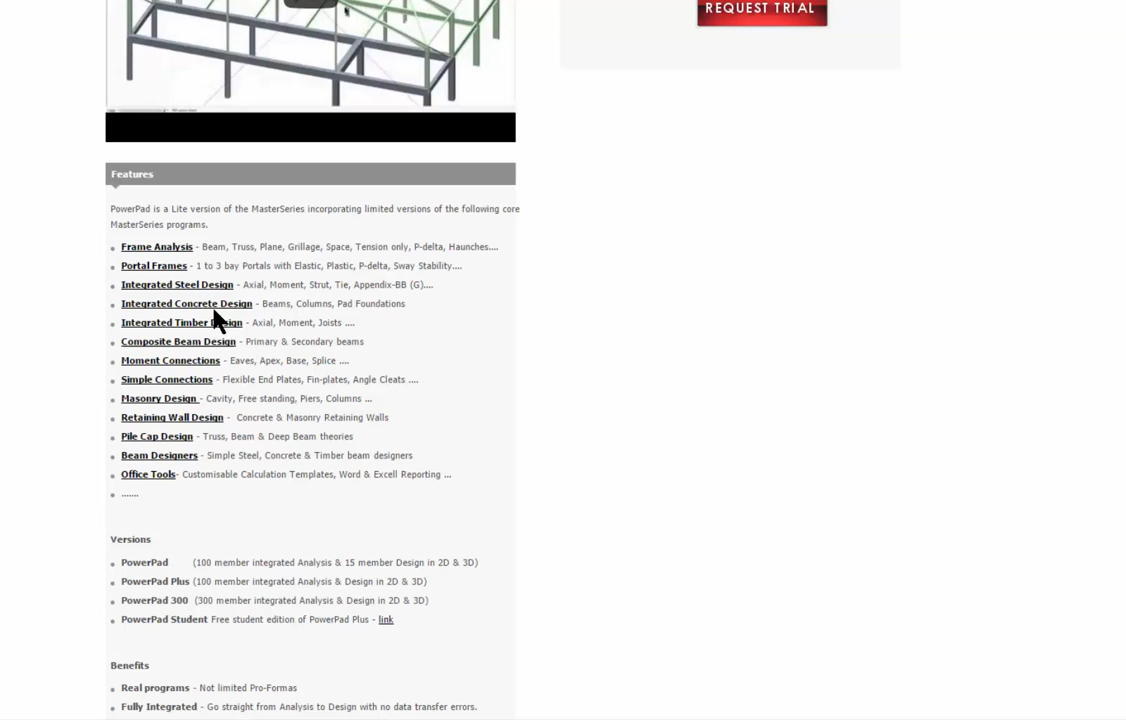 REQUEST TRIAL
Features
PowerPad is a Lite version of the MasterSeries incorporating limited versions of the following core
MasterSeries programs.
Frame Analysis - Beam, Truss, Plane, Grillage, Space, Tension only, P-delta, Haunches....
Portal Frames - 1 to 3 bay Portals with Elastic, Plastic, P-delta, Sway Stability....
Integrated Steel Design - Axial, Moment, Strut, Tie, Appendix-BB (G)....
Integrated Concrete Design - Beams, Columns, Pad Foundations
Integrated Timber Design - Axial, Moment, Joists ....
Composite Beam Design - Primary & Secondary beams
Moment Connections - Eaves, Apex, Base, Splice ....
Simple Connections - Flexible End Plates, Fin-plates, Angle Cleats ....
Masonry Design - Cavity, Free standing, Piers, Columns ...
Retaining Wall Design - Concrete & Masonry Retaining Walls
Pile Cap Design - Truss, Beam & Deep Beam theories
Beam Designers - Simple Steel, Concrete & Timber beam designers
Office Tools- Customisable Calculation Templates, Word & Excell Reporting ...
.......
Versions
PowerPad (100 member integrated Analysis & 15 member Design in 2D & 3D)
PowerPad Plus (100 member integrated Analysis & Design in 2D & 3D)
PowerPad 300 (300 member integrated Analysis & Design in 2D & 3D)
PowerPad Student Free student edition of PowerPad Plus - link
Benefits
Real programs - Not limited Pro-Formas
Fully Integrated - Go straight from Analysis to Design with no data transfer errors.